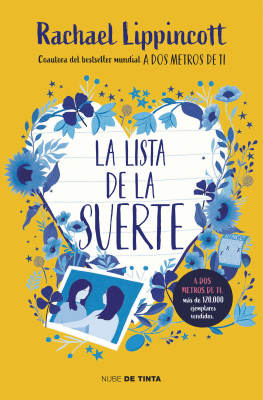 Rachael Lippincott
Coautora del bestseller mundial A DOS METROS DE TI
LA LISTA
DE LA
SUERTE
A DOS
METROS DE TI,
más de 120.000
ejemplares
vendidos.
NUBE DE TINTA